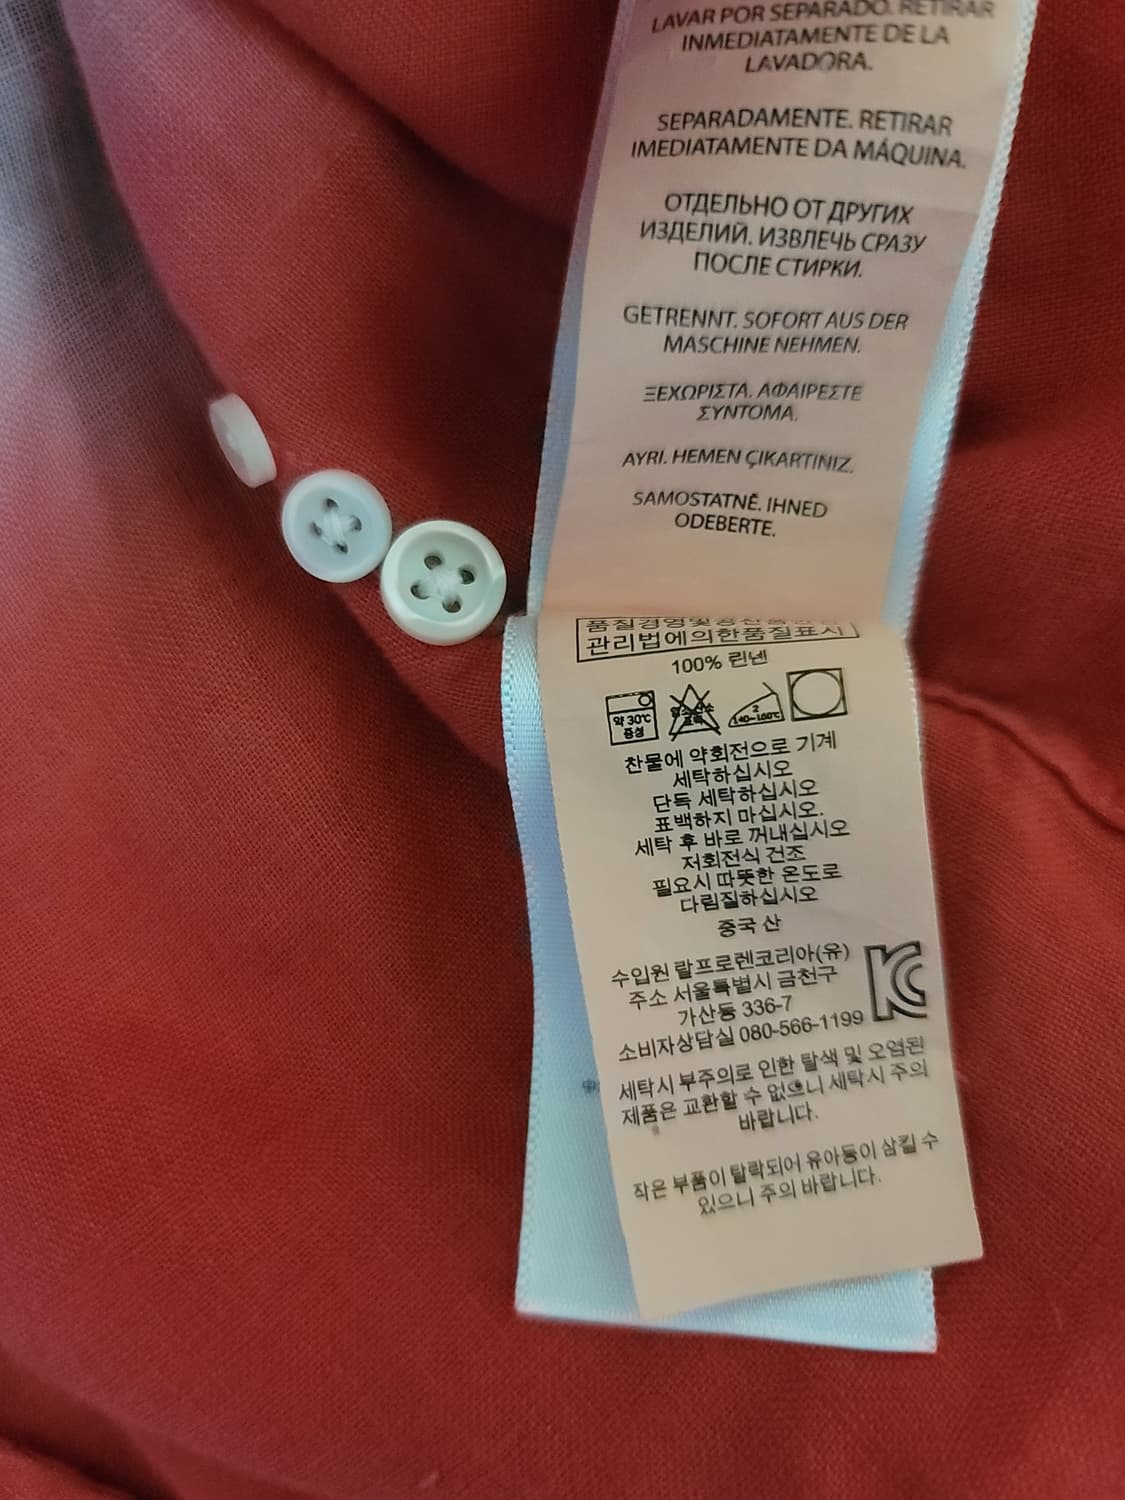 LAVAR POR SEPARADO. RETIRAR
INMEDIATAMENTE DE LA
LAVADORA.
SEPARADAMENTE. RETIRAR
IMEDIATAMENTE DA MÁQUINA.
ОТДЕЛЬНО ОТ ДРУГИХ
ИЗДЕЛИЙ. ИЗВЛЕЧЬ СРАЗУ
ПОСЛЕ СТИРКИ.
GETRENNT. SOFORT AUS DER
MASCHINE NEHMEN.
ΞΕΧΩΡΙΣΤΑ. ΑΦΑΙΡΕΣΤΕ
ΣΥΝΤΟΜΑ.
AYRI. HEMEN ÇIKARTINIZ.
SAMOSTATNĚ. IHNED
ODEBERTE.
품질경영및공산품안전
관리법에의한품질표시
100% 린넨
약 30℃
중성
2
140~160℃
찬물에 약회전으로 기계
세탁하십시오
단독 세탁하십시오
표백하지 마십시오.
세탁 후 바로 꺼내십시오
저회전식 건조
필요시 따뜻한 온도로
다림질하십시오
중국 산
수입원 랄프로렌코리아(유)
주소 서울특별시 금천구
가산동 336-7
소비자상담실 080-566-1199
세탁시 부주의로 인한 탈색 및 오염된
제품은 교환할 수 없으니 세탁시 주의
바랍니다.
작은 부품이 탈락되어 유아동이 삼킬 수
있으니 주의 바랍니다.